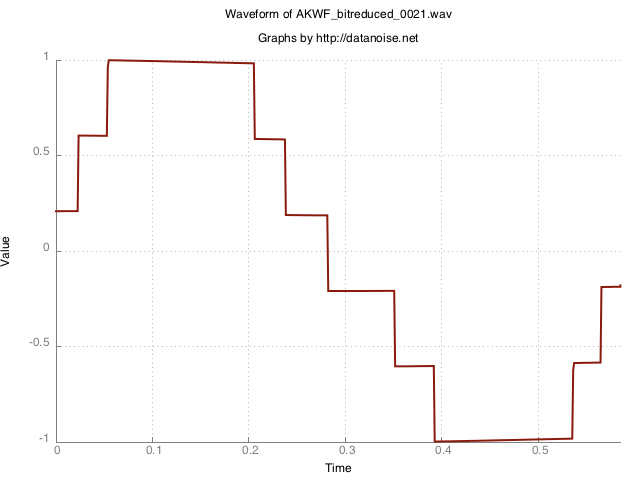 Waveform of AKWF_bitreduced_0021.wav
Graphs by http://datanoise.net
1
0.5
0
-0.5
-1
Value
0 0.1 0.2 0.3 0.4 0.5
Time